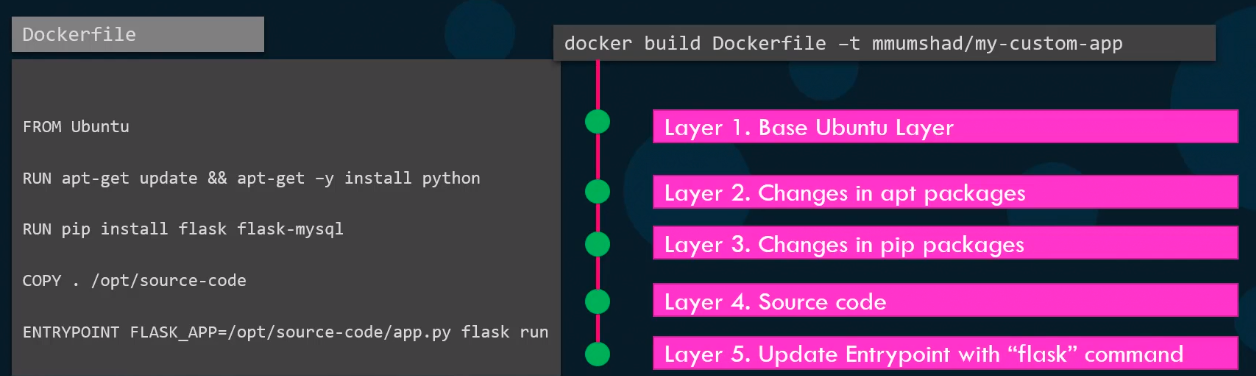 Dockerfile
docker build Dockerfile –t mmumshad/my-custom-app
FROM Ubuntu
RUN apt-get update && apt-get –y install python
RUN pip install flask flask-mysql
COPY . /opt/source-code
ENTRYPOINT FLASK_APP=/opt/source-code/app.py flask run
Layer 1. Base Ubuntu Layer
Layer 2. Changes in apt packages
Layer 3. Changes in pip packages
Layer 4. Source code
Layer 5. Update Entrypoint with “flask” command